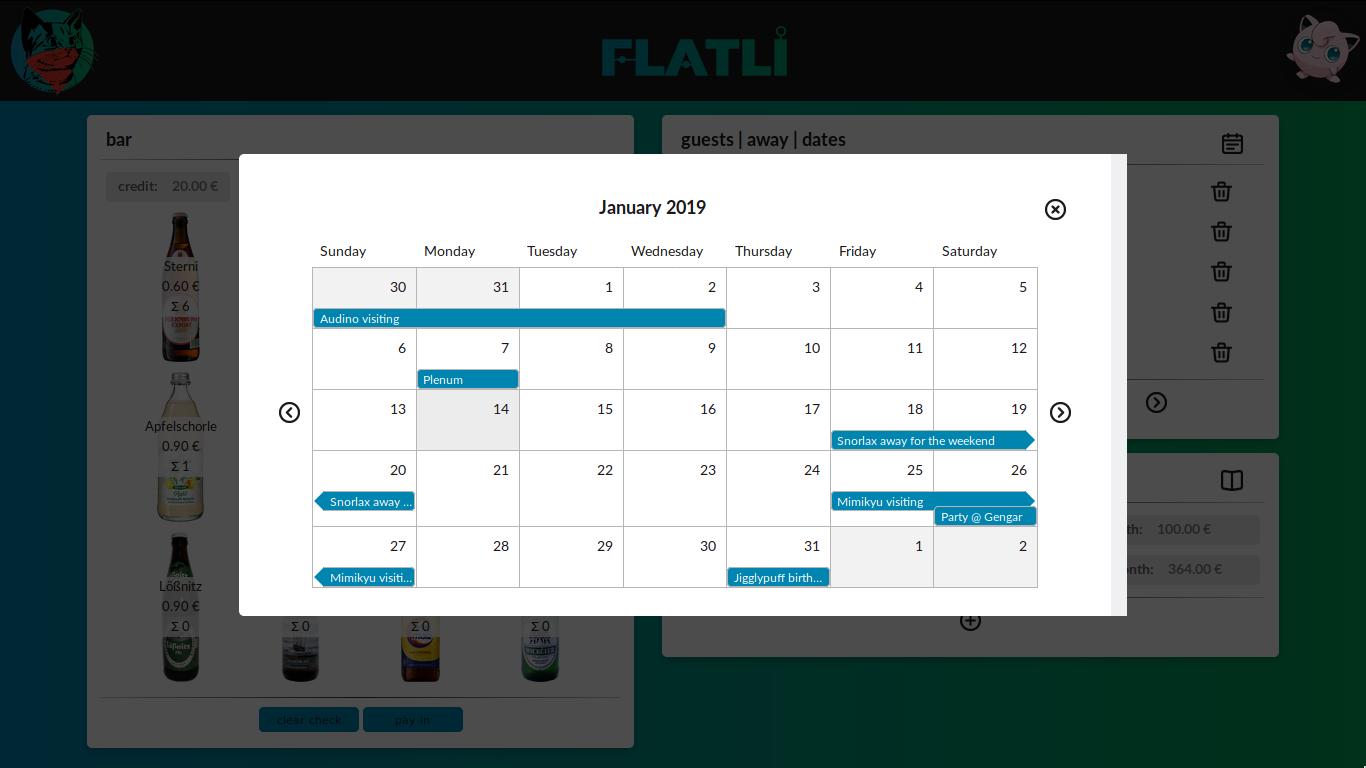 FLATLI
bar
guests | away | dates
credit: 20.00 €
January 2019
Sunday Monday Tuesday Wednesday Thursday Friday Saturday
30 31 1 2 3 4 5
Audino visiting
6 7 8 9 10 11 12
Plenum
13 14 15 16 17 18 19
Snorlax away for the weekend
20 21 22 23 24 25 26
Snorlax away ...
Mimikyu visiting
Party @ Gengar
27 28 29 30 31 1 2
Mimikyu visiti...
Jigglypuff birth...
Sterni
0.60 €
Σ 6
Apfelschorle
0.90 €
Σ 1
Lößnitz
0.90 €
Σ 0
Σ 0
Σ 0
Σ 0
th: 100.00 €
onth: 364.00 €
clear check
pay in